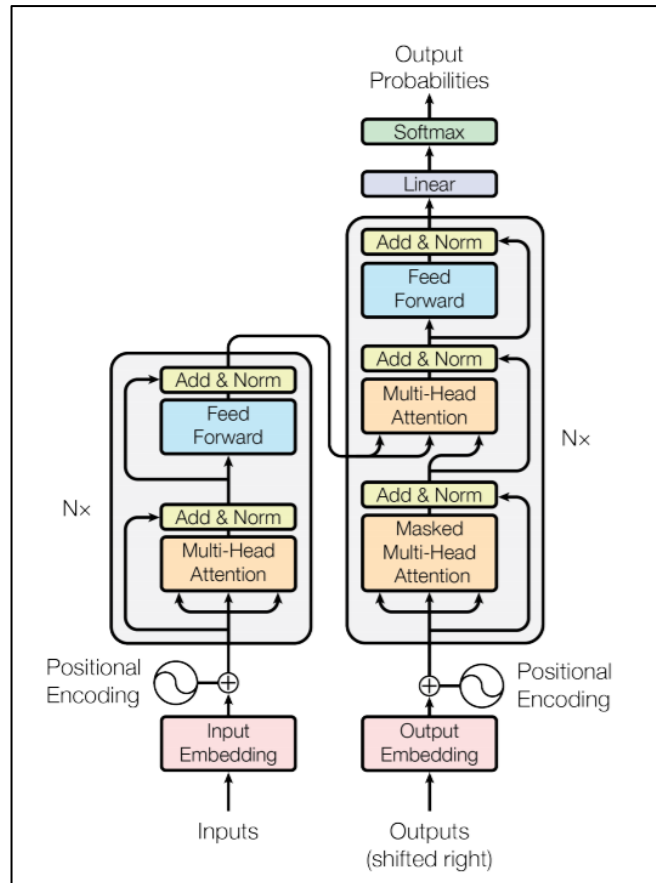 Output
Probabilities
Softmax
Linear
Add & Norm
Feed
Forward
Add & Norm
Multi-Head
Attention
Nx
Add & Norm
Masked
Multi-Head
Attention
Add & Norm
Feed
Forward
Nx
Add & Norm
Multi-Head
Attention
Positional
Encoding
Positional
Encoding
Input
Embedding
Output
Embedding
Inputs
Outputs
(shifted right)